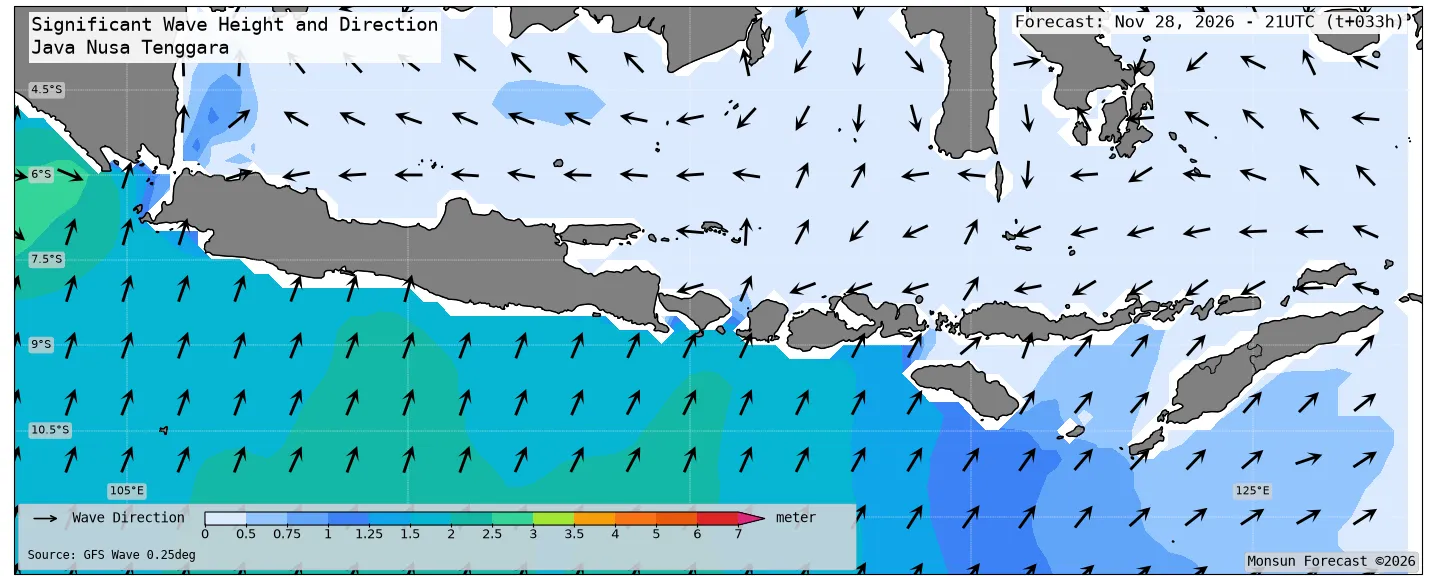 Significant Wave Height and Direction
Java Nusa Tenggara
Forecast: Nov 28, 2026 - 21UTC (t+033h)
4.5°S
6°S
7.5°S
9°S
10.5°S
105°E
125°E
Wave Direction
0 0.5 0.75 1 1.25 1.5 2 2.5 3 3.5 4 5 6 7
meter
Source: GFS Wave 0.25deg
Monsun Forecast ©2026